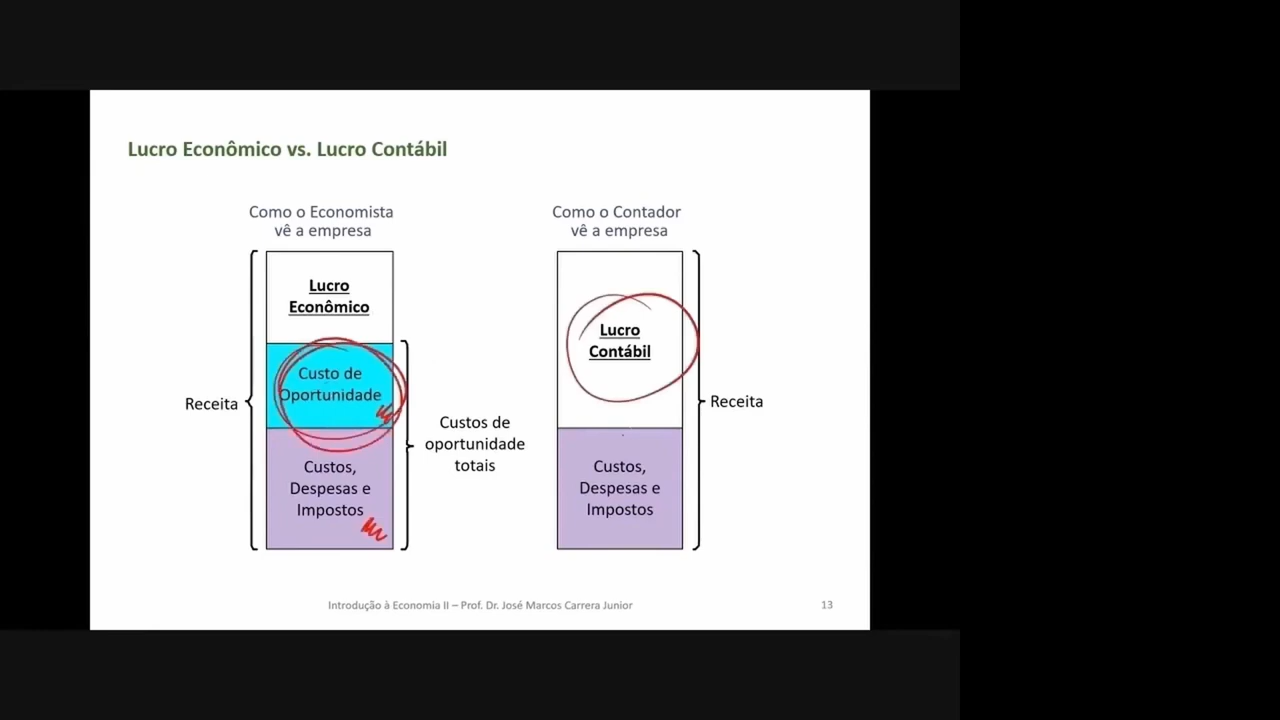 Lucro Econômico vs. Lucro Contábil
Como o Economista
vê a empresa
Lucro
Econômico
Custo de
Oportunidade
Custos,
Despesas e
Impostos
Receita
Custos de
oportunidade
totais
Como o Contador
vê a empresa
Lucro
Contábil
Custos,
Despesas e
Impostos
Receita
Introdução à Economia II – Prof. Dr. José Marcos Carrera Junior
13